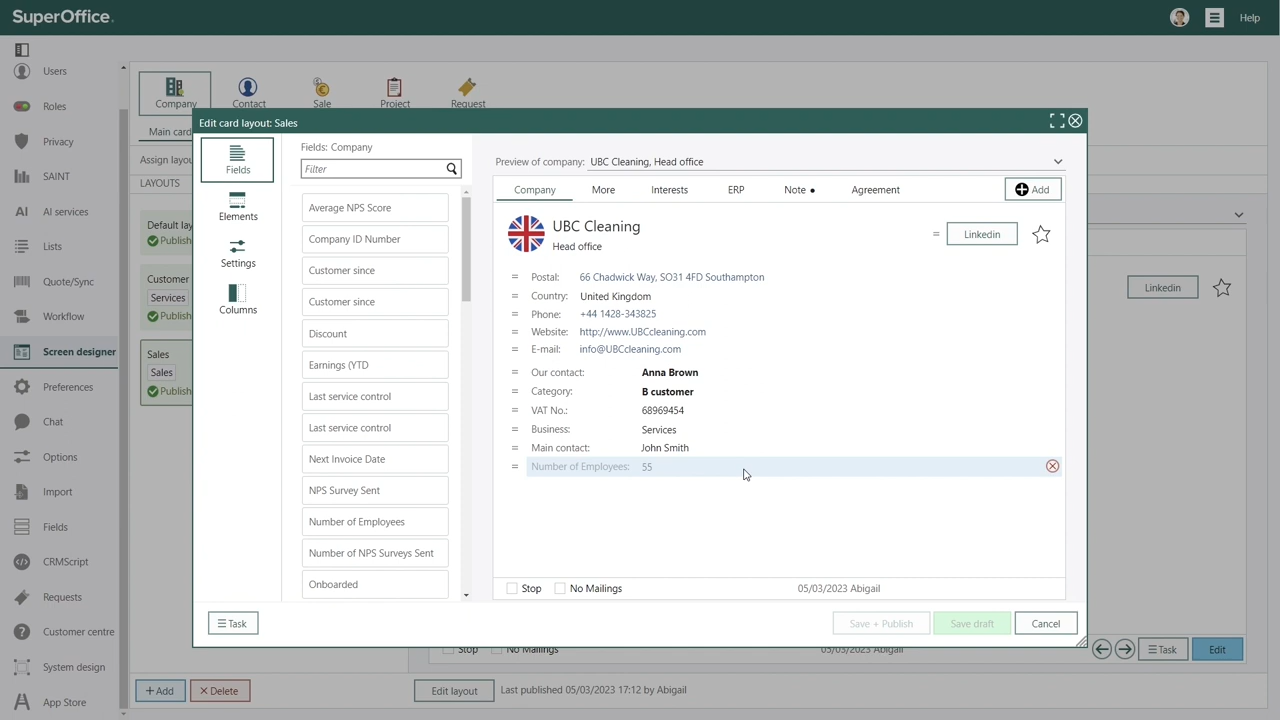 SuperOffice.
Help
Users
Roles
Privacy
SAINT
AI AI services
Lists
Quote/Sync
Workflow
Screen designer
Preferences
Chat
Options
Import
Fields
CRMScript
Requests
Customer centre
System design
App Store
Company
Contact
Sale
Project
Request
Main card
Assign layou
LAYOUTS
Default lay
Publish
Customer
Services
Publish
Sales
Sales
Publish
+ Add
× Delete
Edit card layout: Sales
Fields
Elements
Settings
Columns
Fields: Company
Filter
Average NPS Score
Company ID Number
Customer since
Customer since
Discount
Earnings (YTD
Last service control
Last service control
Next Invoice Date
NPS Survey Sent
Number of Employees
Number of NPS Surveys Sent
Onboarded
Preview of company: UBC Cleaning, Head office
Company More Interests ERP Note ● Agreement
Add
UBC Cleaning
Head office
= Linkedin
= Postal: 66 Chadwick Way, SO31 4FD Southampton
= Country: United Kingdom
= Phone: +44 1428-343825
= Website: http://www.UBCcleaning.com
= E-mail: info@UBCcleaning.com
= Our contact: Anna Brown
= Category: B customer
= VAT No.: 68969454
= Business: Services
= Main contact: John Smith
= Number of Employees: 55
Stop No Mailings 05/03/2023 Abigail
Task
Save + Publish Save draft Cancel
Linkedin
Stop No Mailings 05/03/2023 Abigail
Task Edit
Edit layout Last published 05/03/2023 17:12 by Abigail